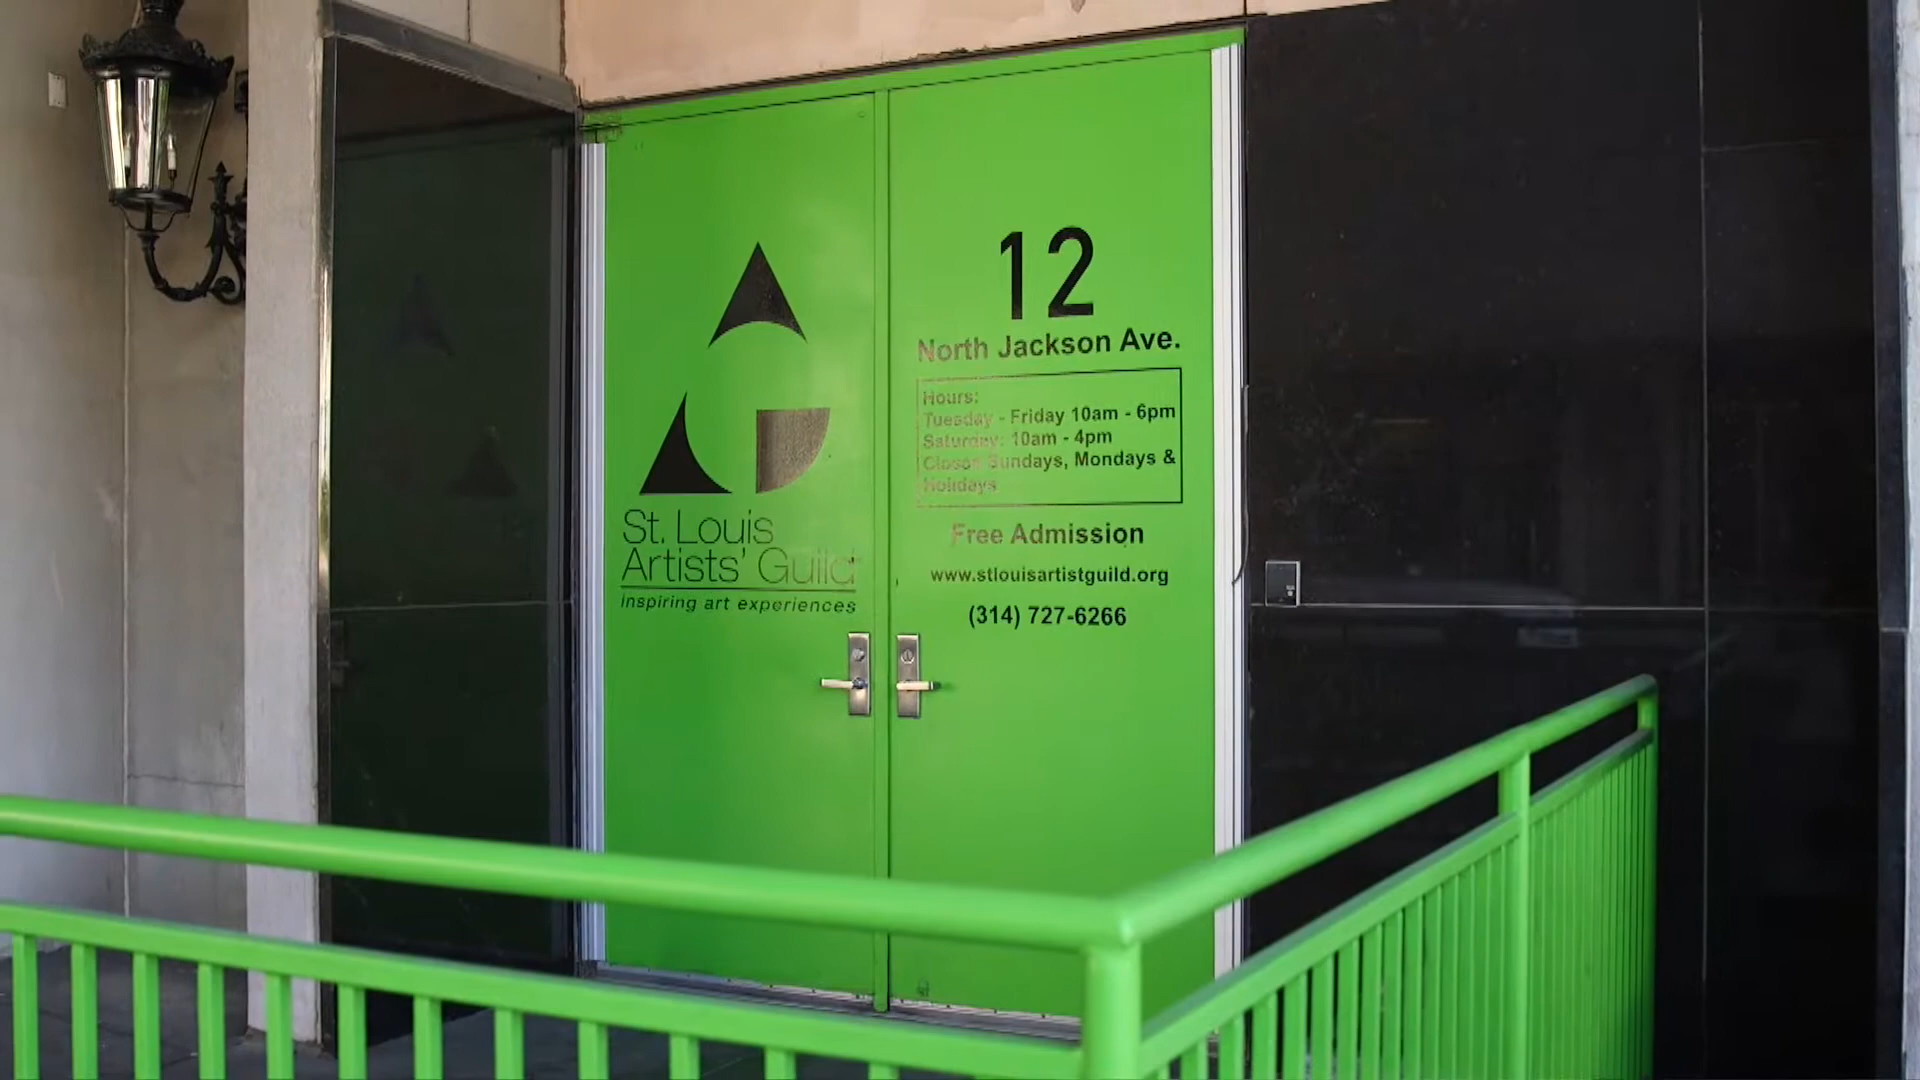 St. Louis
Artists' Guild
inspiring art experiences
12
North Jackson Ave.
Hours:
Tuesday - Friday 10am - 6pm
Saturday: 10am - 4pm
Closed Sundays, Mondays &
Holidays
Free Admission
www.stlouisartistguild.org
(314) 727-6266